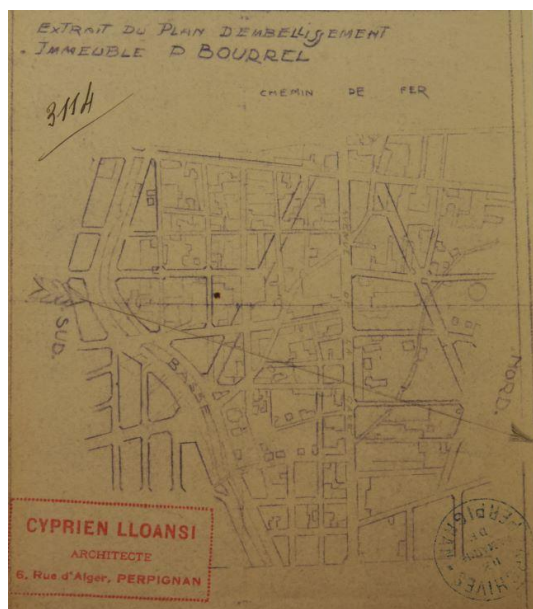 EXTRAIT DU PLAN D'EMBELLISSEMENT
. IMMEUBLE D BOURREL
CHEMIN DE FER
3114
SUD.
BASSE
NORD.
CYPRIEN LLOANSI
ARCHITECTE
6, Rue d'Alger, PERPIGNAN
ARCHIVES
PERPIGNAN